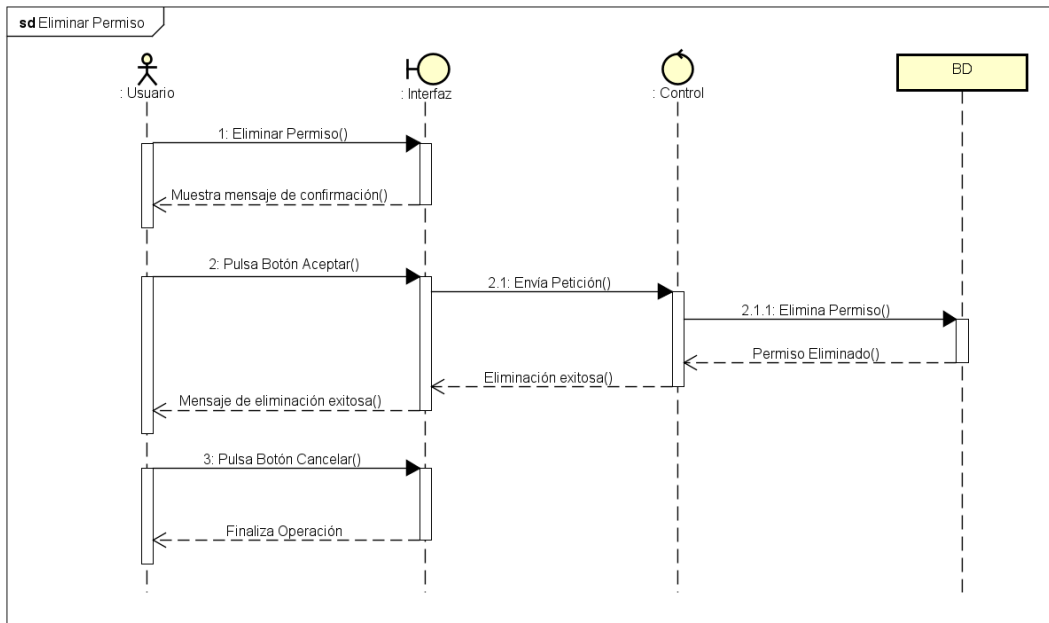 sd Eliminar Permiso
: Usuario
: Interfaz
: Control
BD
1: Eliminar Permiso()
Muestra mensaje de confirmación()
2: Pulsa Botón Aceptar()
2.1: Envía Petición()
2.1.1: Elimina Permiso()
Permiso Eliminado()
Eliminación exitosa()
Mensaje de eliminación exitosa()
3: Pulsa Botón Cancelar()
Finaliza Operación